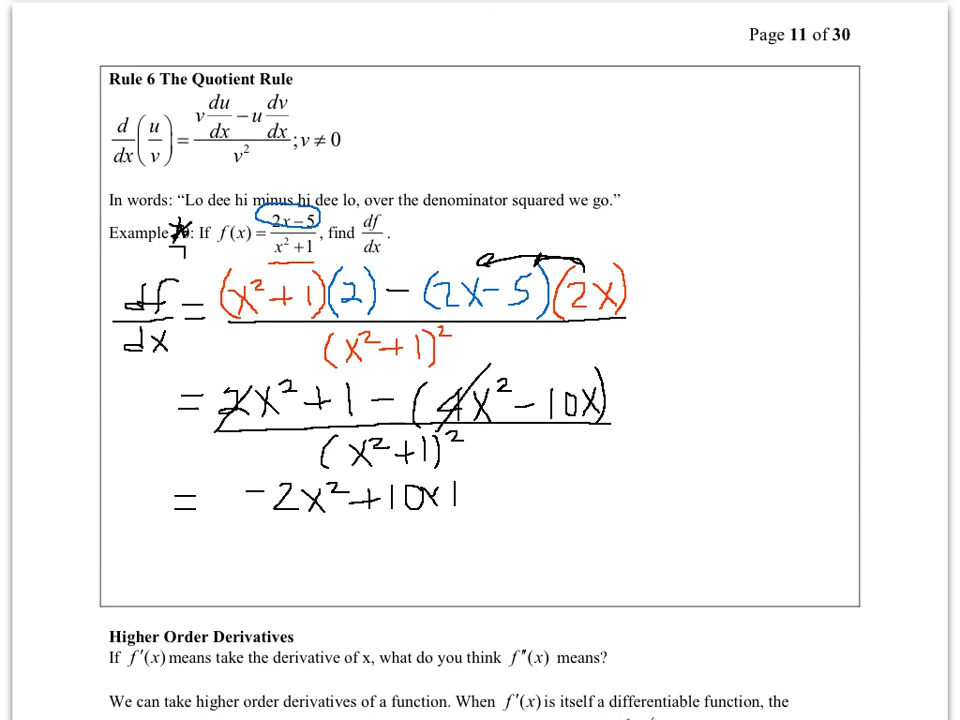 Page 11 of 30
Rule 6 The Quotient Rule
d/dx (u/v) = (v du/dx − u dv/dx) / v² ; v ≠ 0
In words: “Lo dee hi minus hi dee lo, over the denominator squared we go.”
Example 7: If f(x) = (2x − 5)/(x² + 1), find df/dx.
df/dx = ((x² + 1)(2) − (2x − 5)(2x)) / (x² + 1)²
= (2x² + 1 − (4x² − 10x)) / (x² + 1)²
= −2x² + 10x 1
Higher Order Derivatives
If f′(x) means take the derivative of x, what do you think f″(x) means?
We can take higher order derivatives of a function. When f′(x) is itself a differentiable function, the